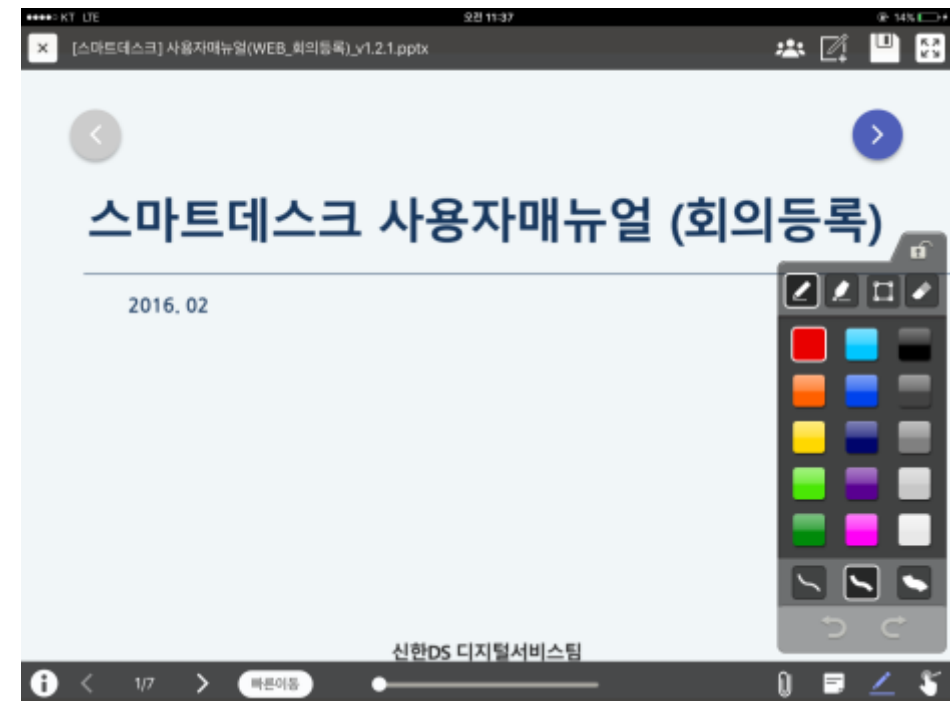 KT LTE 오전 11:37 14%
[스마트데스크] 사용자매뉴얼(WEB_회의등록)_v1.2.1.pptx
스마트데스크 사용자매뉴얼 (회의등록)
2016. 02
신한DS 디지털서비스팀
1/7 빠른이동